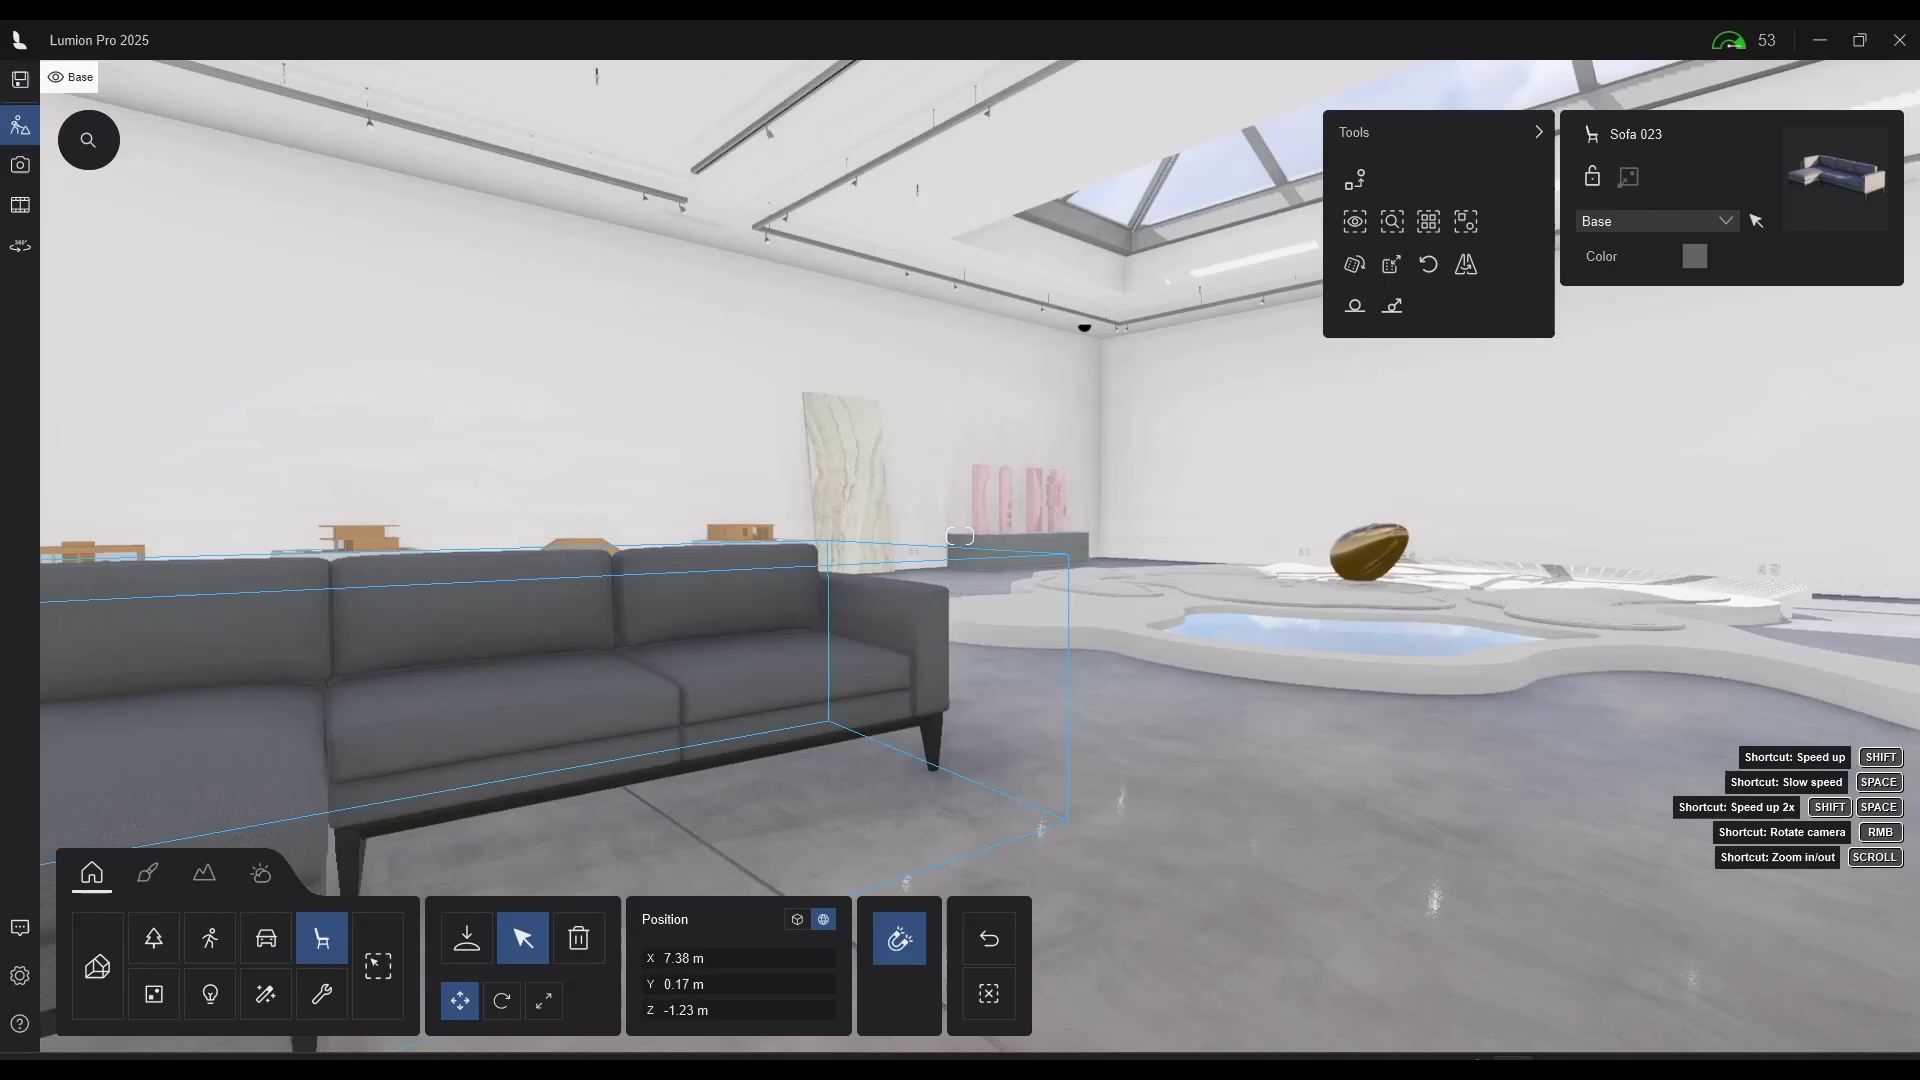 Lumion Pro 2025
53
Base
Tools
Sofa 023
Base
Color
Shortcut: Speed up SHIFT
Shortcut: Slow speed SPACE
Shortcut: Speed up 2x SHIFT SPACE
Shortcut: Rotate camera RMB
Shortcut: Zoom in/out SCROLL
Position
X 7.38 m
Y 0.17 m
Z -1.23 m